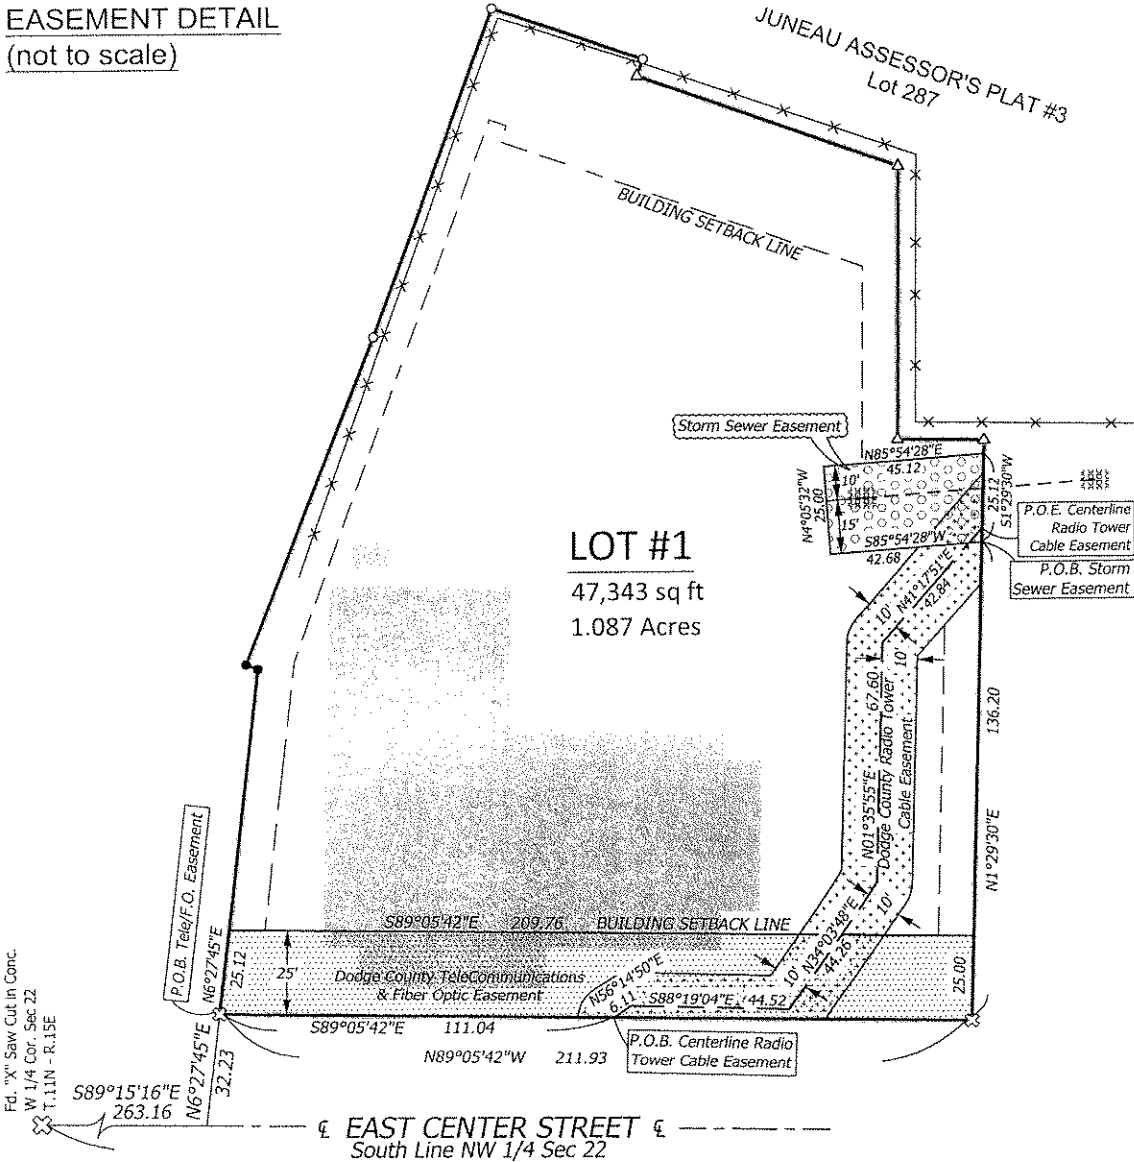 EASEMENT DETAIL
(not to scale)
JUNEAU ASSESSOR'S PLAT #3
Lot 287
BUILDING SETBACK LINE
Storm Sewer Easement
N85°54'28"E
45.12
N4°05'32"W
25.00
10'
15'
S85°54'28"W
42.68
25.12
S1°29'30"W
P.O.E. Centerline
Radio Tower
Cable Easement
P.O.B. Storm
Sewer Easement
LOT #1
47,343 sq ft
1.087 Acres
N41°17'51"E
42.84
10'
10'
N01°35'55"E 67.60
Dodge County Radio Tower
Cable Easement
136.20
N1°29'30"E
N34°03'48"E
44.26
10'
10'
S89°05'42"E 209.76 BUILDING SETBACK LINE
P.O.B. Tele/F.O. Easement
N6°27'45"E
25.12
25'
Dodge County TeleCommunications
& Fiber Optic Easement
N56°14'50"E
6.11
S88°19'04"E 44.52
25.00
S89°05'42"E 111.04
N89°05'42"W 211.93
P.O.B. Centerline Radio
Tower Cable Easement
Fd. "X" Saw Cut in Conc.
W 1/4 Cor. Sec 22
T.11N - R.15E
S89°15'16"E
263.16
N6°27'45"E
32.23
℄ EAST CENTER STREET ℄
South Line NW 1/4 Sec 22